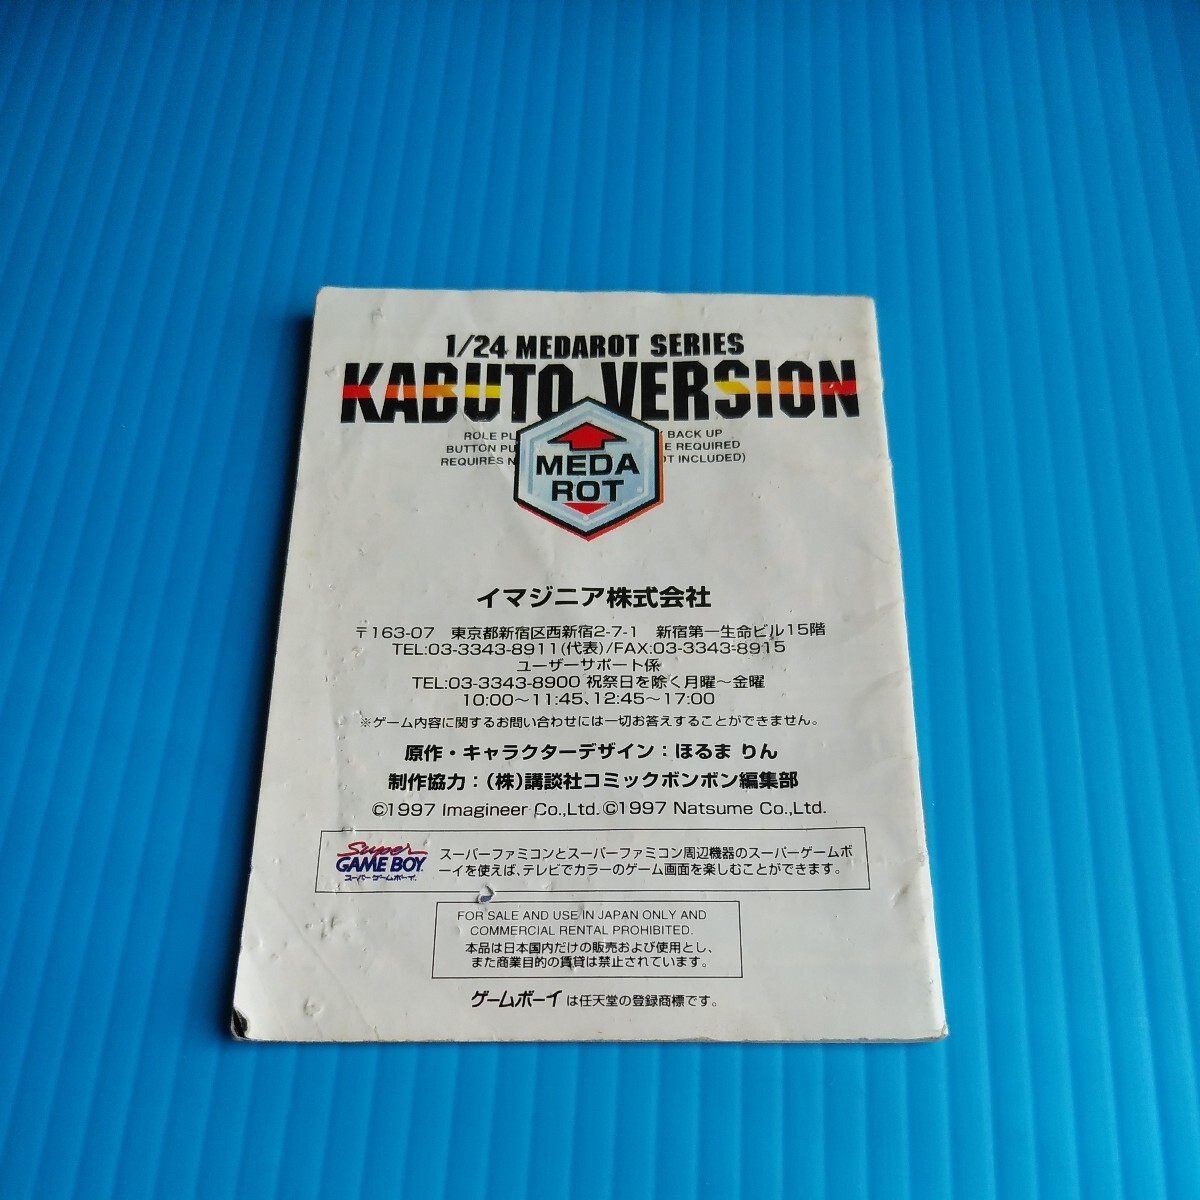 1/24 MEDAROT SERIES
KABUTO VERSION
ROLE PL BACK UP
BUTTON PU E REQUIRED
REQUIRES N OT INCLUDED)
MEDA
ROT
イマジニア株式会社
〒163-07 東京都新宿区西新宿2-7-1 新宿第一生命ビル15階
TEL:03-3343-8911(代表)/FAX:03-3343-8915
ユーザーサポート係
TEL:03-3343-8900 祝祭日を除く月曜～金曜
10:00～11:45、12:45～17:00
※ゲーム内容に関するお問い合わせには一切お答えすることができません。
原作・キャラクターデザイン：ほるま りん
制作協力：(株)講談社コミックボンボン編集部
©1997 Imagineer Co.,Ltd. ©1997 Natsume Co.,Ltd.
Super
GAME BOY
スーパーゲームボーイ
スーパーファミコンとスーパーファミコン周辺機器のスーパーゲームボ
ーイを使えば、テレビでカラーのゲーム画面を楽しむことができます。
FOR SALE AND USE IN JAPAN ONLY AND
COMMERCIAL RENTAL PROHIBITED.
本品は日本国内だけの販売および使用とし、
また商業目的の賃貸は禁止されています。
ゲームボーイ は任天堂の登録商標です。